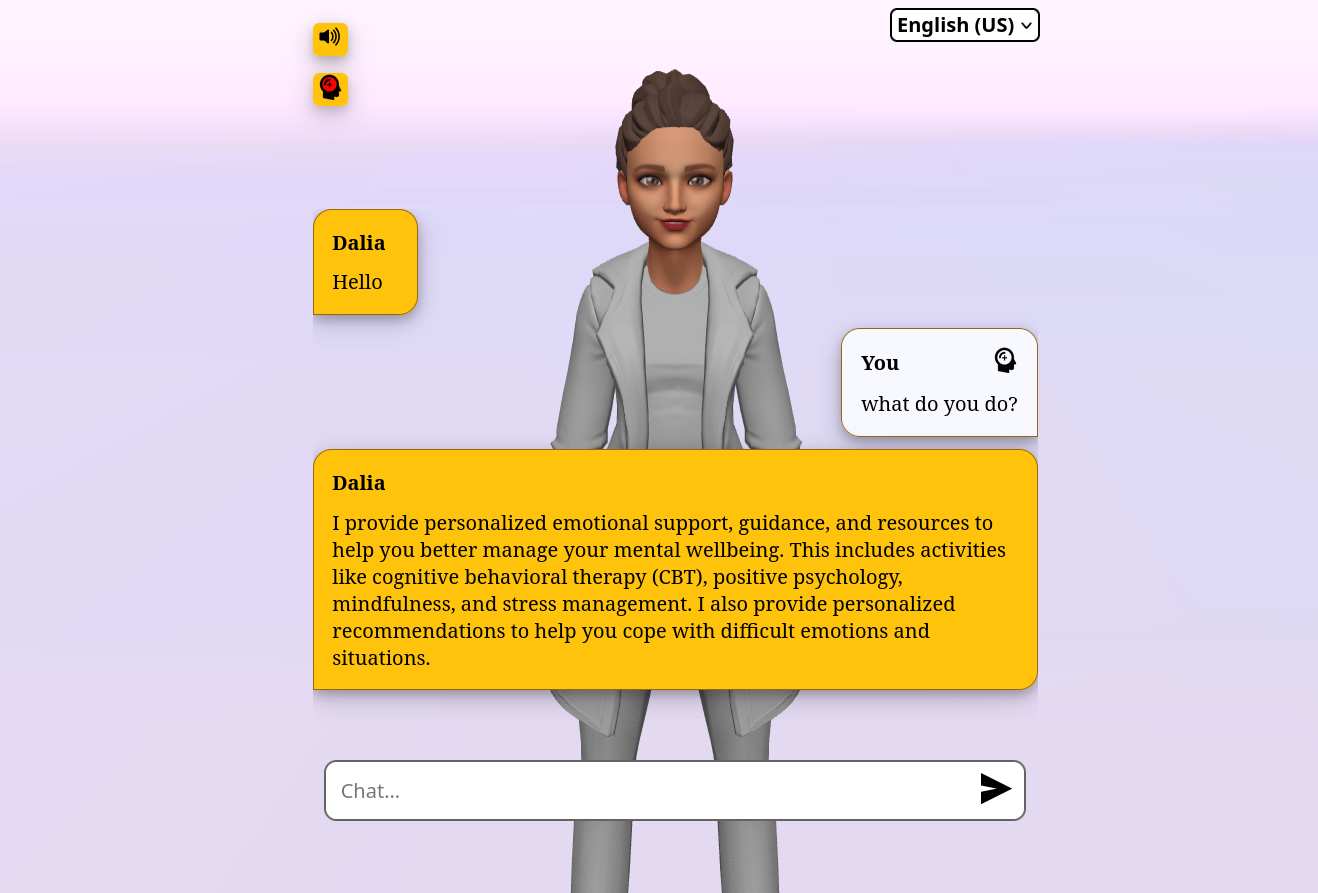 English (US)
Dalia
Hello
You
what do you do?
Dalia
I provide personalized emotional support, guidance, and resources to
help you better manage your mental wellbeing. This includes activities
like cognitive behavioral therapy (CBT), positive psychology,
mindfulness, and stress management. I also provide personalized
recommendations to help you cope with difficult emotions and
situations.
Chat...